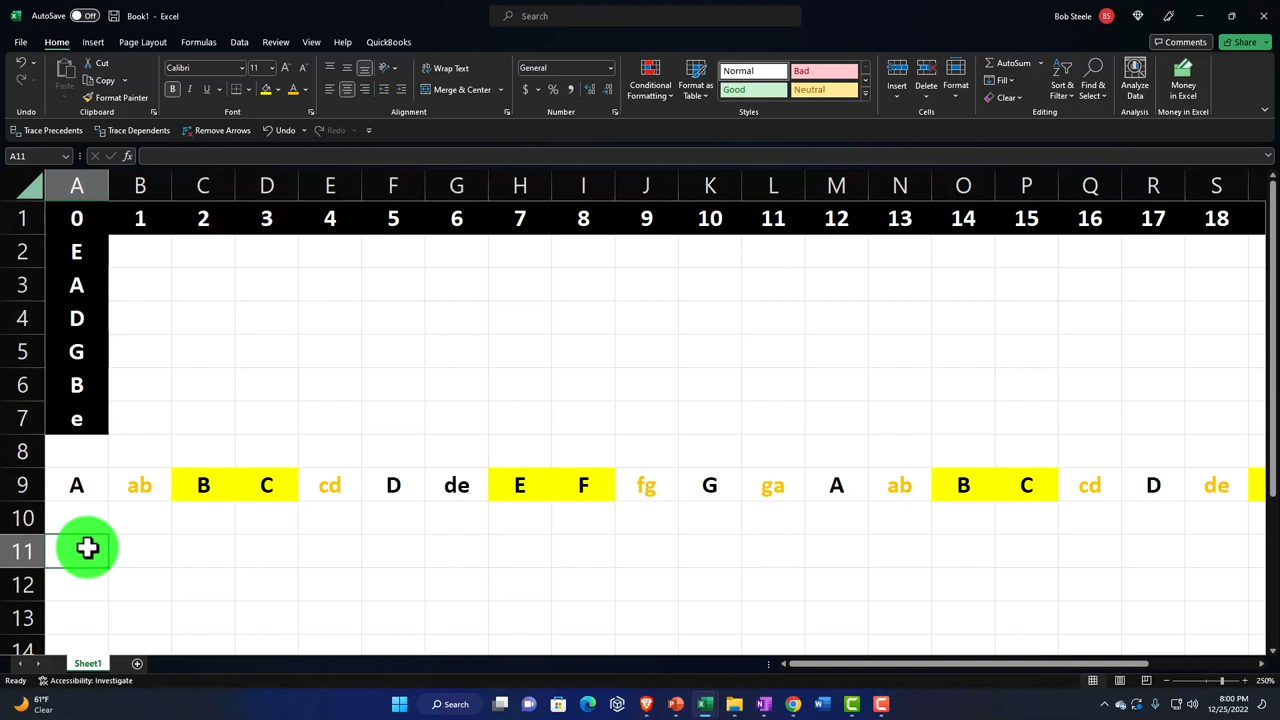 AutoSave Off Book1 - Excel Search Bob Steele BS
File Home Insert Page Layout Formulas Data Review View Help QuickBooks Comments Share
Cut Calibri 11 Wrap Text General Normal Bad AutoSum
Paste Copy Conditional Formatting Format as Table Insert Delete Format Fill Sort & Filter Find & Select Analyze Data Money in Excel
Format Painter B I U Merge & Center $ % Good Neutral Clear
Undo Clipboard Font Alignment Number Styles Cells Editing Analysis Money in Excel
Trace Precedents Trace Dependents Remove Arrows Undo Redo
A11 fx
A B C D E F G H I J K L M N O P Q R S
1 0 1 2 3 4 5 6 7 8 9 10 11 12 13 14 15 16 17 18
2 E
3 A
4 D
5 G
6 B
7 e
8
9 A ab B C cd D de E F fg G ga A ab B C cd D de
10
11
12
13
14
Sheet1
Ready Accessibility: Investigate 250%
61°F Clear Search 8:00 PM 12/25/2022